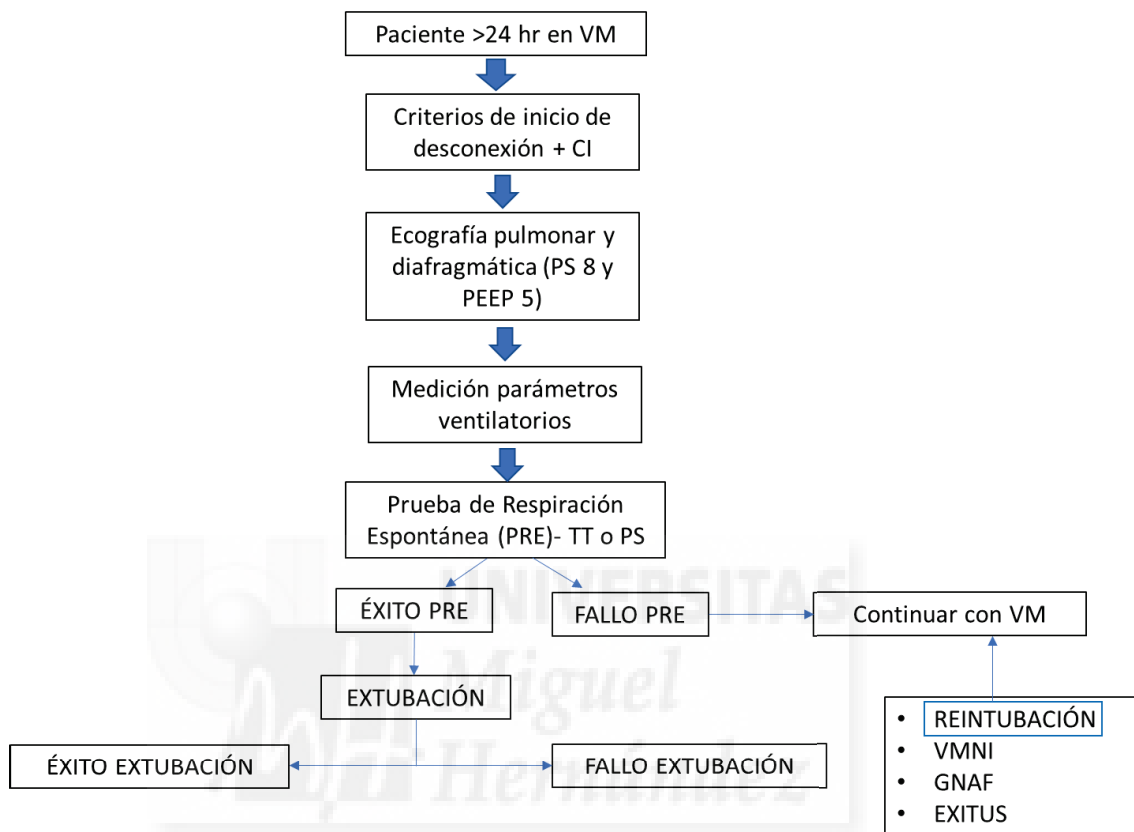 Paciente >24 hr en VM
Criterios de inicio de
desconexión + CI
Ecografía pulmonar y
diafragmática (PS 8 y
PEEP 5)
Medición parámetros
ventilatorios
Prueba de Respiración
Espontánea (PRE)- TT o PS
UNIVERSITAS
Miguel
Hernández
ÉXITO PRE
FALLO PRE
Continuar con VM
EXTUBACIÓN
ÉXITO EXTUBACIÓN
FALLO EXTUBACIÓN
• REINTUBACIÓN
• VMNI
• GNAF
• EXITUS